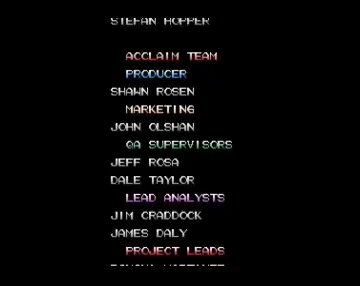 STEFAN HOPPER
ACCLAIM TEAM
PRODUCER
SHAWN ROSEN
MARKETING
JOHN OLSHAN
QA SUPERVISORS
JEFF ROSA
DALE TAYLOR
LEAD ANALYSTS
JIM CRADDOCK
JAMES DALY
PROJECT LEADS